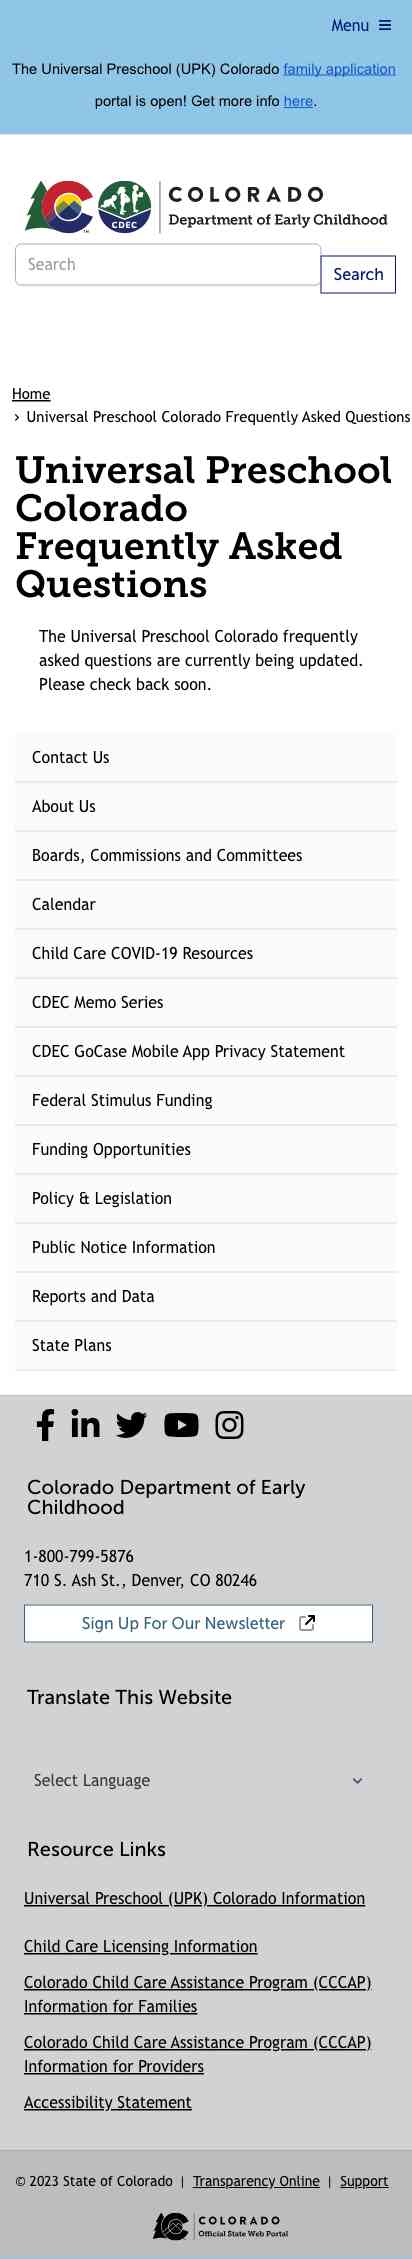 Menu
The Universal Preschool (UPK) Colorado family application
portal is open! Get more info here.
CDEC
TM
COLORADO
Department of Early Childhood
Search
Search
Home
› Universal Preschool Colorado Frequently Asked Questions
Universal Preschool
Colorado
Frequently Asked
Questions
The Universal Preschool Colorado frequently
asked questions are currently being updated.
Please check back soon.
Contact Us
About Us
Boards, Commissions and Committees
Calendar
Child Care COVID-19 Resources
CDEC Memo Series
CDEC GoCase Mobile App Privacy Statement
Federal Stimulus Funding
Funding Opportunities
Policy & Legislation
Public Notice Information
Reports and Data
State Plans
Colorado Department of Early
Childhood
1-800-799-5876
710 S. Ash St., Denver, CO 80246
Sign Up For Our Newsletter
Translate This Website
Select Language
Resource Links
Universal Preschool (UPK) Colorado Information
Child Care Licensing Information
Colorado Child Care Assistance Program (CCCAP)
Information for Families
Colorado Child Care Assistance Program (CCCAP)
Information for Providers
Accessibility Statement
© 2023 State of Colorado | Transparency Online | Support
COLORADO
Official State Web Portal